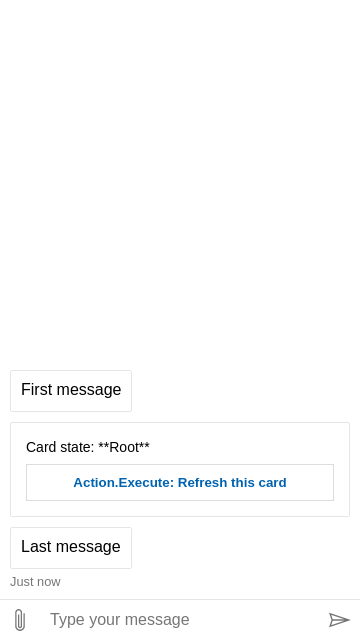 First message
Card state: **Root**
Action.Execute: Refresh this card
Last message
Just now
Type your message